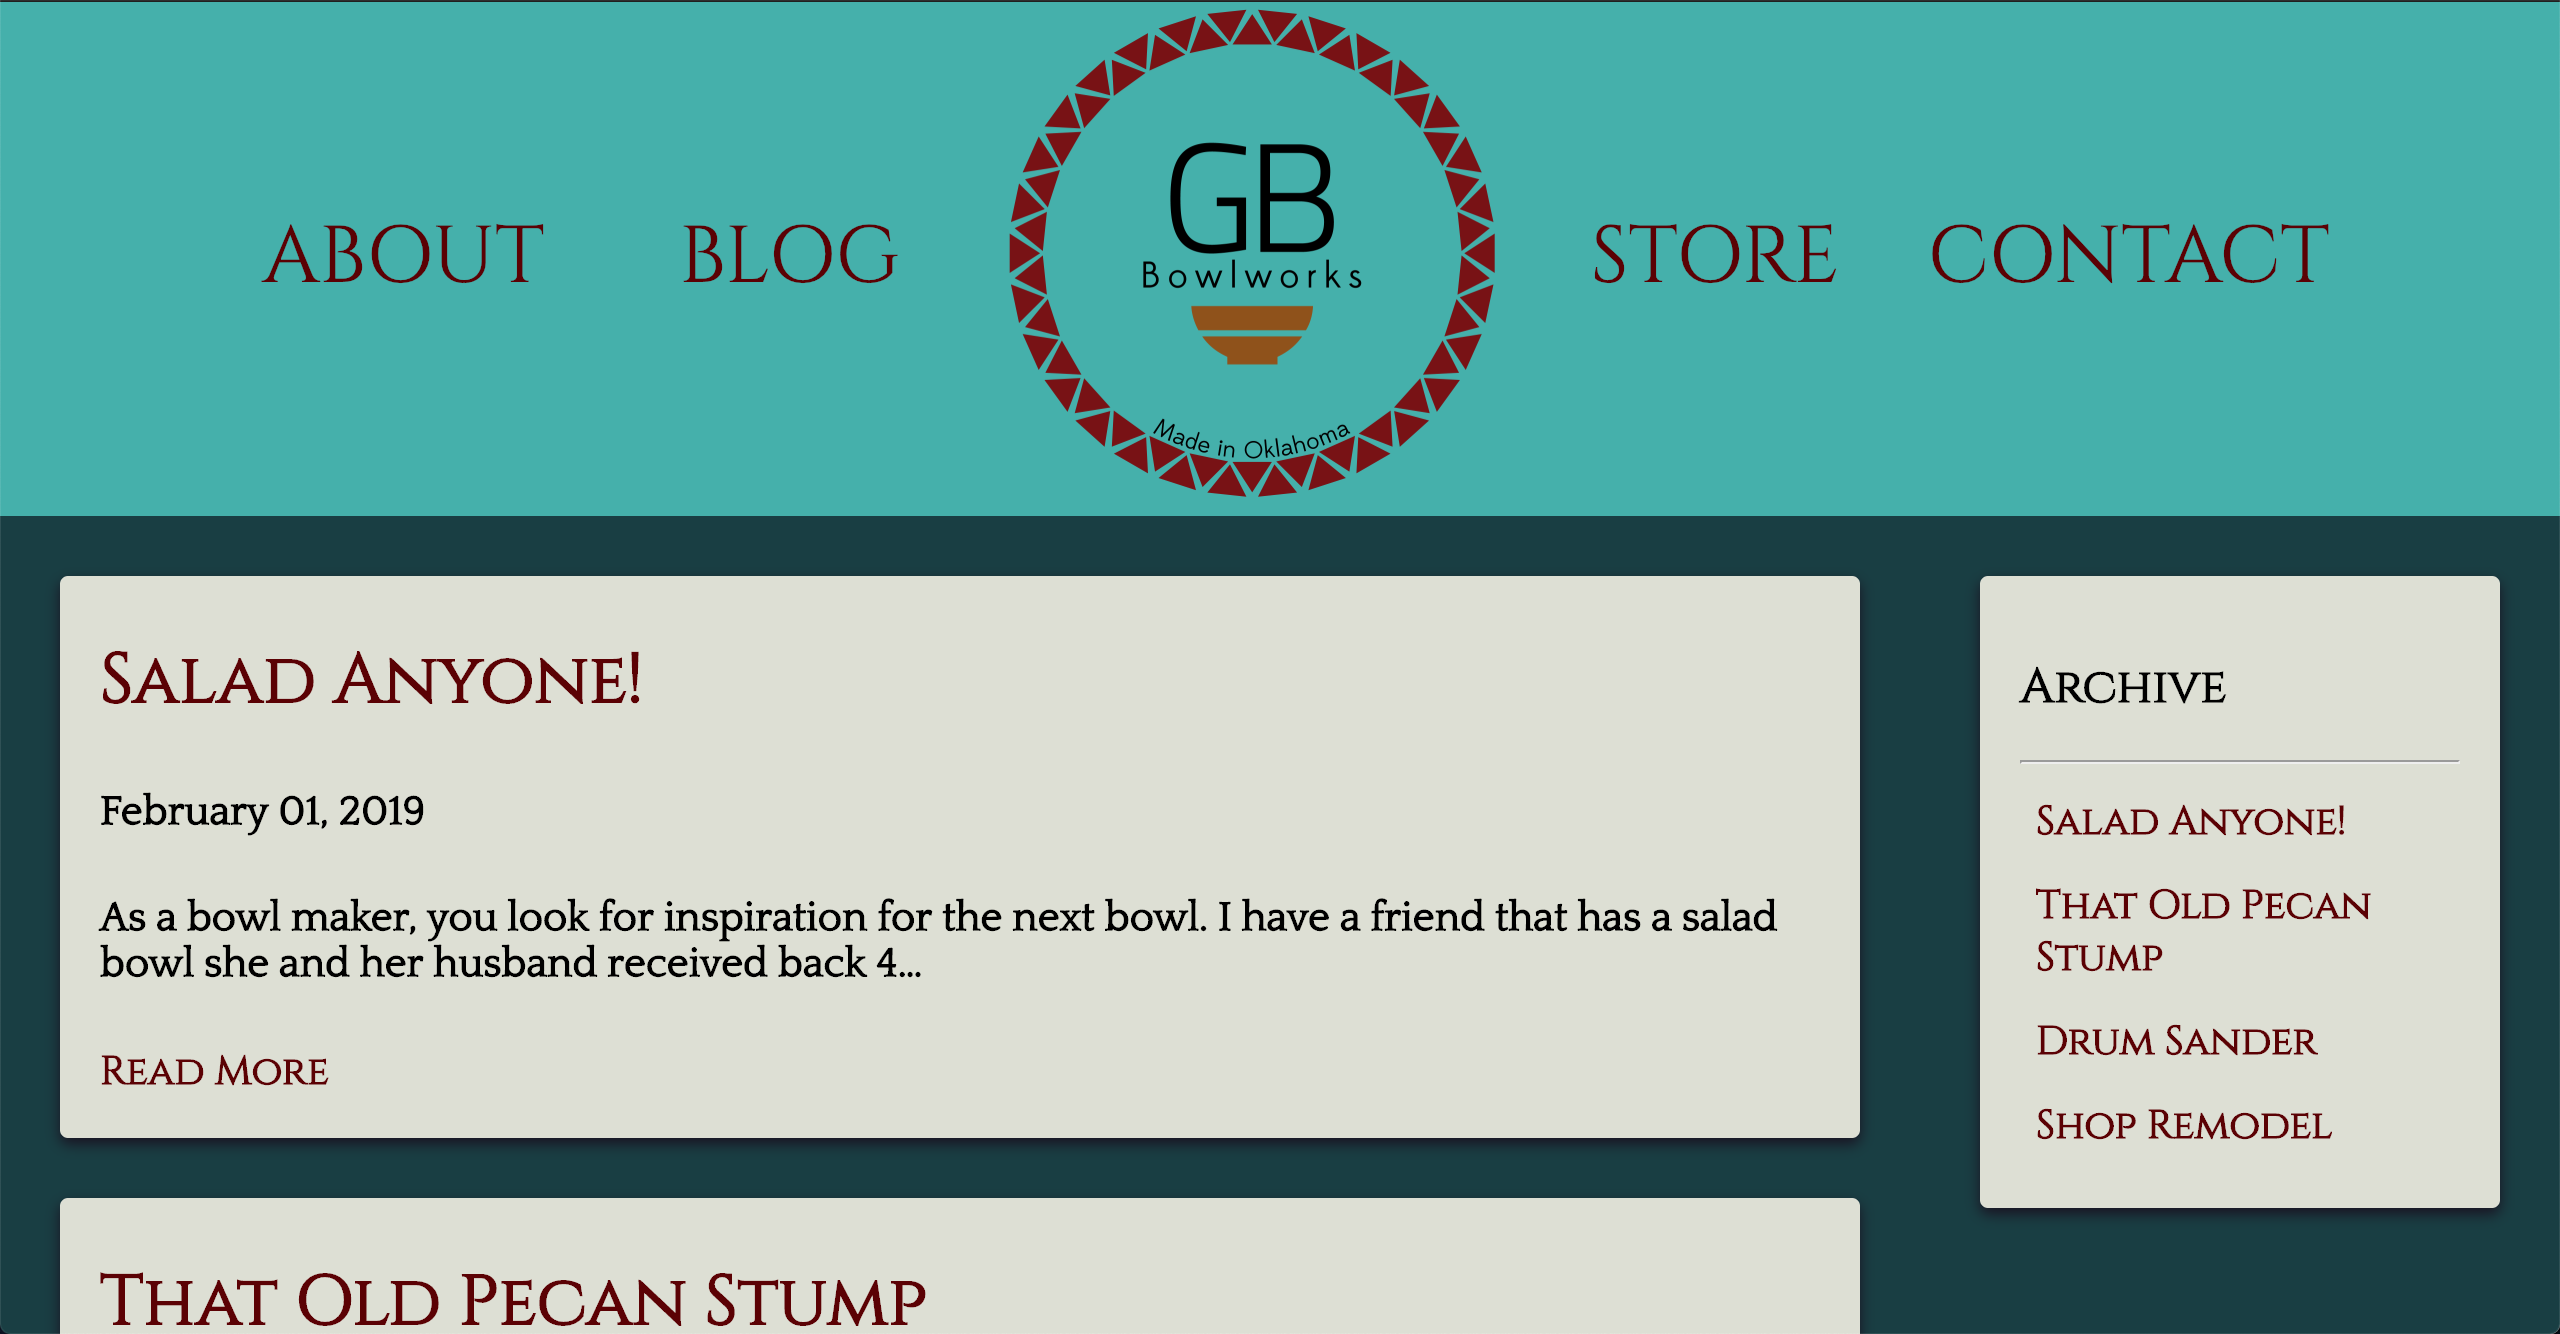 ABOUT
BLOG
GB
Bowlworks
Made in Oklahoma
STORE
CONTACT
Salad Anyone!
February 01, 2019
As a bowl maker, you look for inspiration for the next bowl. I have a friend that has a salad
bowl she and her husband received back 4...
Read More
That Old Pecan Stump
Archive
Salad Anyone!
That Old Pecan
Stump
Drum Sander
Shop Remodel